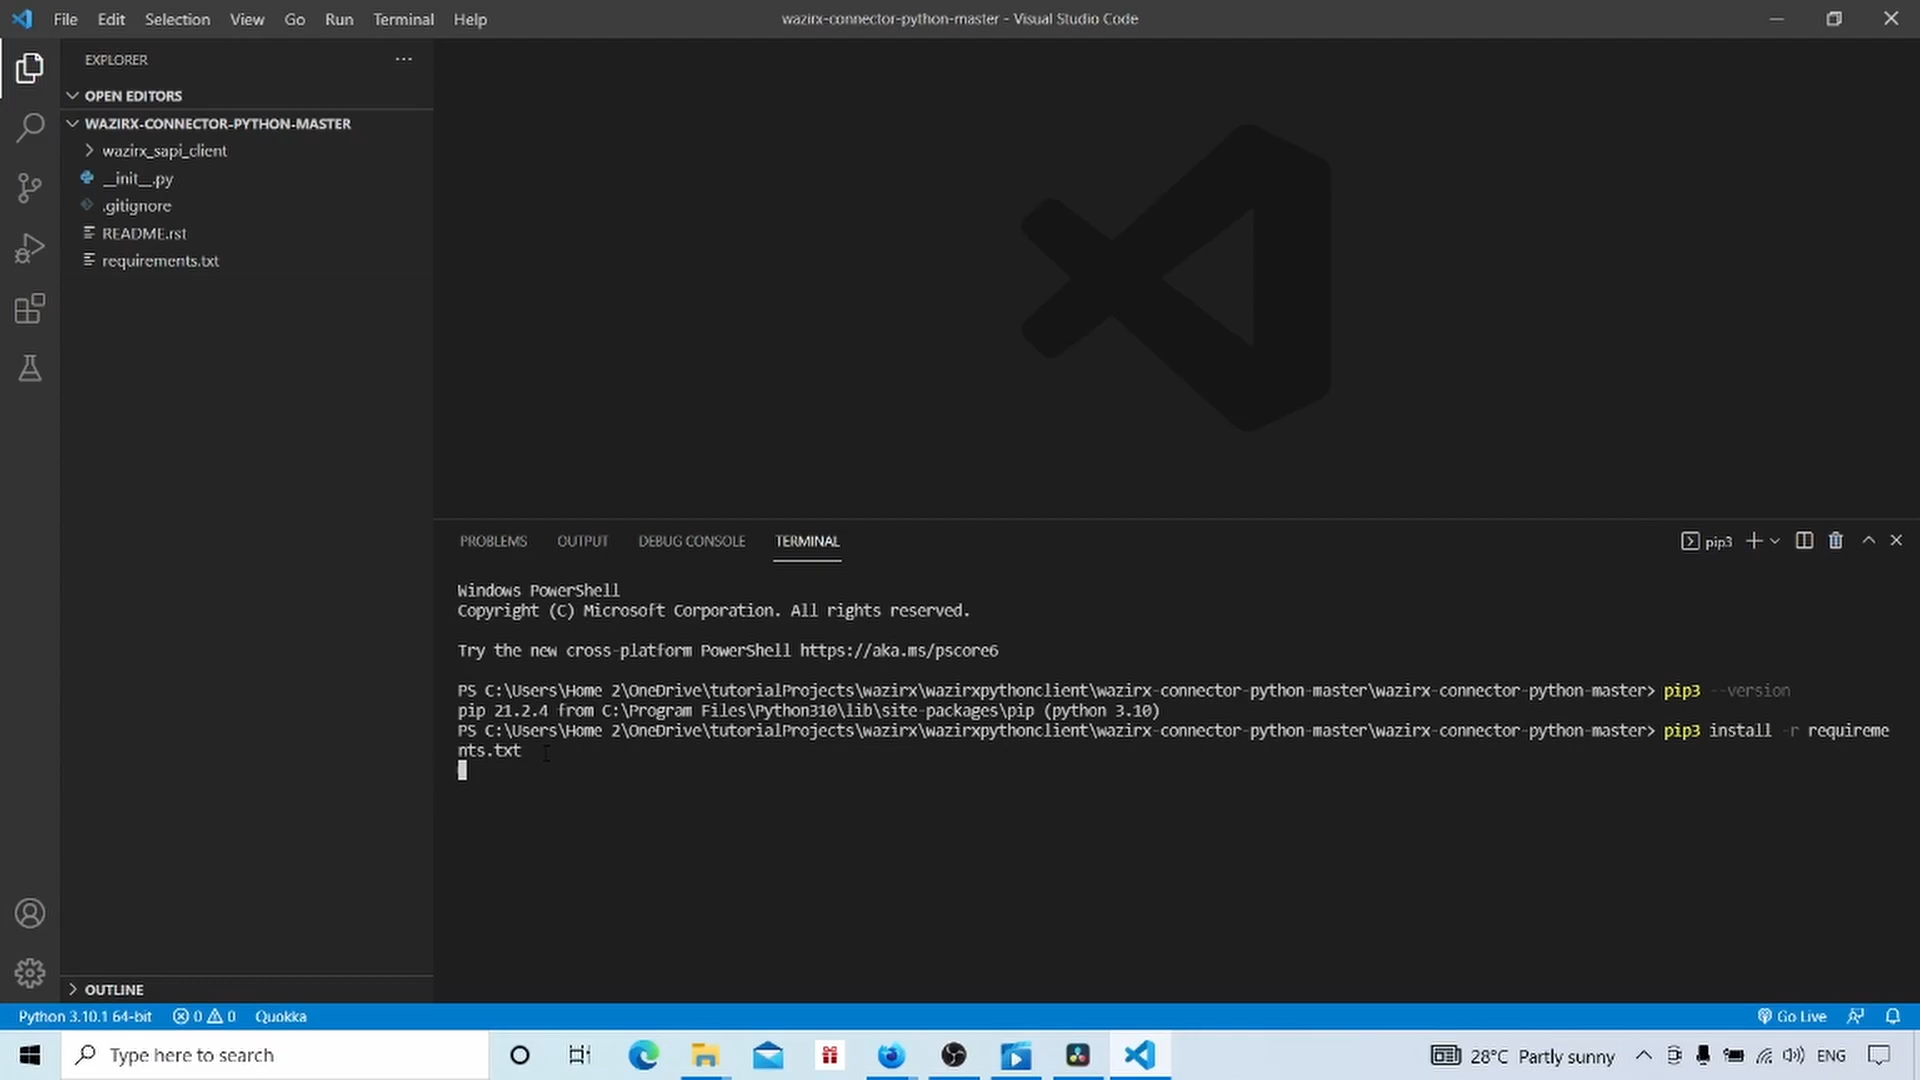 File Edit Selection View Go Run Terminal Help
wazirx-connector-python-master - Visual Studio Code
EXPLORER
OPEN EDITORS
WAZIRX-CONNECTOR-PYTHON-MASTER
wazirx_sapi_client
__init__.py
.gitignore
README.rst
requirements.txt
PROBLEMS OUTPUT DEBUG CONSOLE TERMINAL
pip3
Windows PowerShell
Copyright (C) Microsoft Corporation. All rights reserved.
Try the new cross-platform PowerShell https://aka.ms/pscore6
PS C:\Users\Home 2\OneDrive\tutorialProjects\wazirx\wazirxpythonclient\wazirx-connector-python-master\wazirx-connector-python-master> pip3 --version
pip 21.2.4 from C:\Program Files\Python310\lib\site-packages\pip (python 3.10)
PS C:\Users\Home 2\OneDrive\tutorialProjects\wazirx\wazirxpythonclient\wazirx-connector-python-master\wazirx-connector-python-master> pip3 install -r requireme
nts.txt
OUTLINE
Python 3.10.1 64-bit 0 0 Quokka
Go Live
Type here to search
28°C Partly sunny
ENG